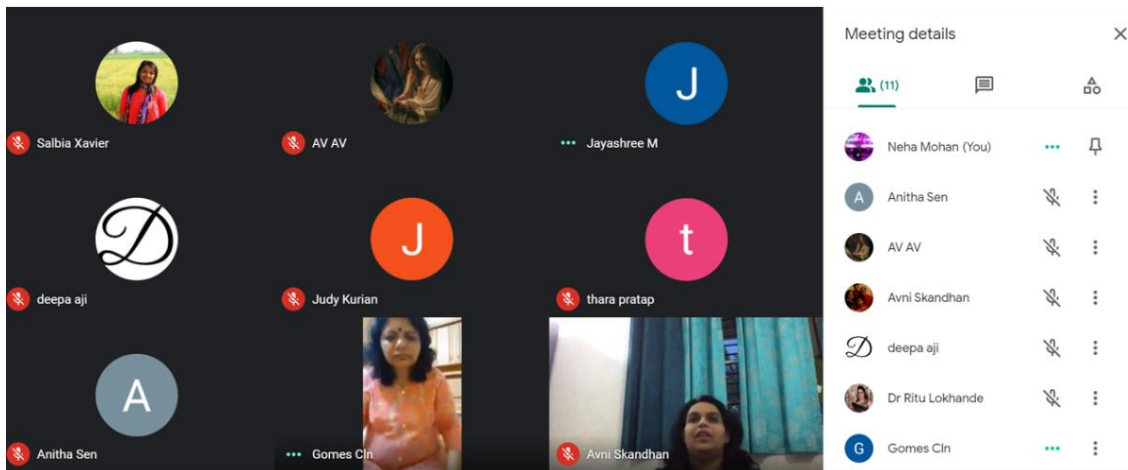 Salbia Xavier
AV AV
J
Jayashree M
D
deepa aji
J
Judy Kurian
t
thara pratap
A
Anitha Sen
Gomes Cln
Avni Skandhan
Meeting details
(11)
Neha Mohan (You)
A
Anitha Sen
AV AV
Avni Skandhan
D
deepa aji
Dr Ritu Lokhande
G
Gomes Cln